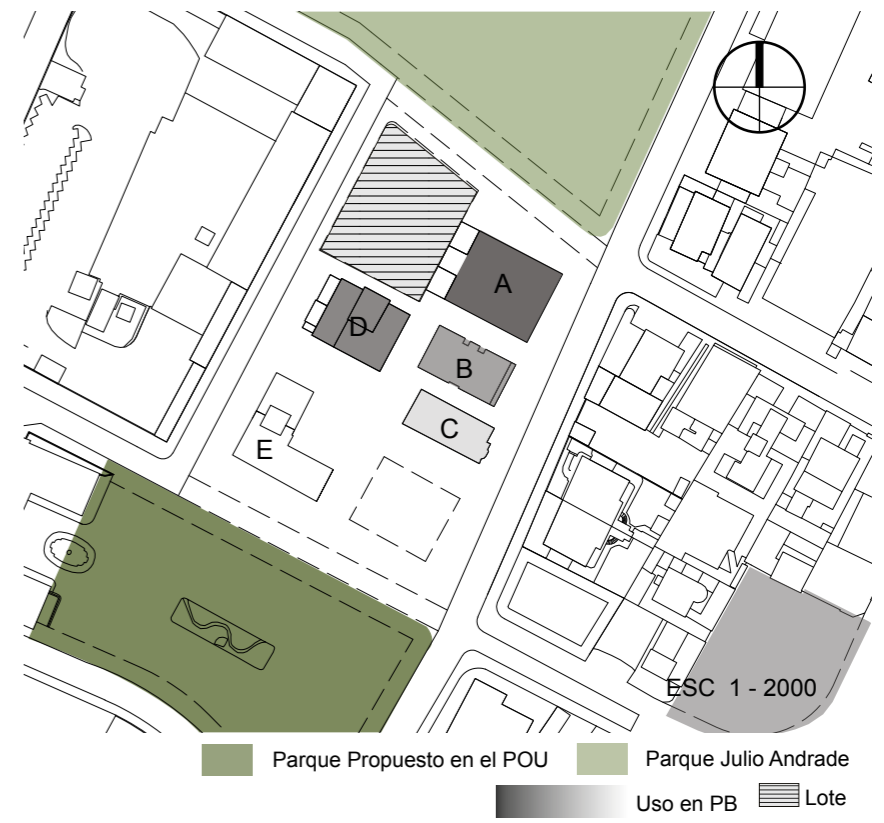 A
D
B
C
E
ESC 1 - 2000
Parque Propuesto en el POU
Parque Julio Andrade
Uso en PB
Lote